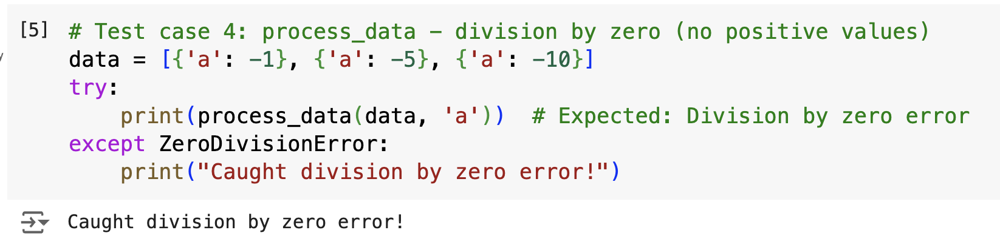 [5] # Test case 4: process_data – division by zero (no positive values)
data = [{'a': -1}, {'a': -5}, {'a': -10}]
try:
    print(process_data(data, 'a'))  # Expected: Division by zero error
except ZeroDivisionError:
    print("Caught division by zero error!")
Caught division by zero error!